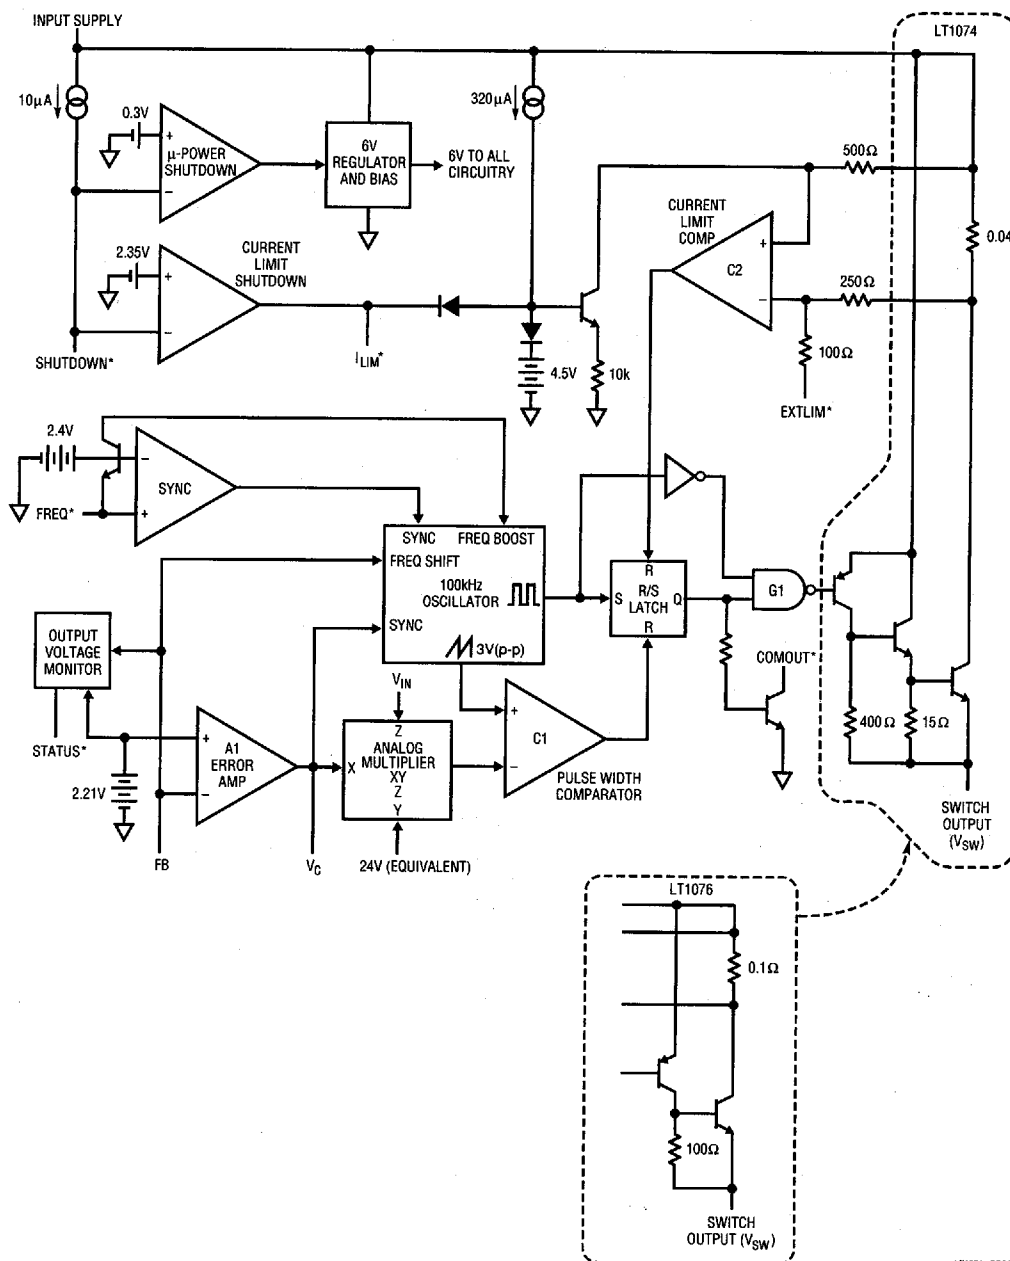 INPUT SUPPLY
LT1074
10µA
0.3V
+
µ-POWER
SHUTDOWN
−
6V
REGULATOR
AND BIAS
6V TO ALL
CIRCUITRY
320µA
500Ω
CURRENT
LIMIT
COMP
+
C2
−
0.04
250Ω
100Ω
EXTLIM*
2.35V
+
−
CURRENT
LIMIT
SHUTDOWN
SHUTDOWN*
ILIM*
4.5V
10k
2.4V
−
SYNC
+
FREQ*
SYNC
FREQ BOOST
FREQ SHIFT
100kHz
OSCILLATOR
SYNC
3V(p-p)
R
S
R/S
LATCH
Q
R
G1
COMOUT*
OUTPUT
VOLTAGE
MONITOR
STATUS*
2.21V
+
A1
ERROR
AMP
−
FB
VC
VIN
Z
ANALOG
X
MULTIPLIER
XY
Z
Y
24V (EQUIVALENT)
+
C1
−
PULSE WIDTH
COMPARATOR
400Ω
15Ω
SWITCH
OUTPUT
(VSW)
LT1076
0.1Ω
100Ω
SWITCH
OUTPUT (VSW)